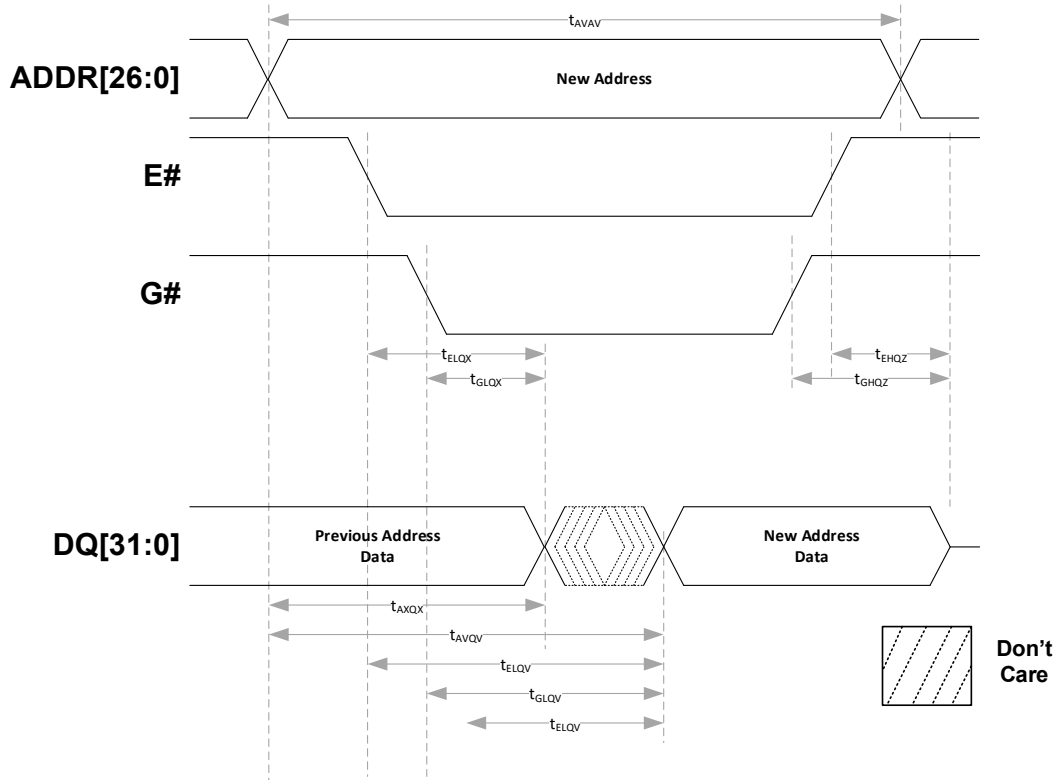 tAVAV
ADDR[26:0]
New Address
E#
G#
tELQX
tEHQZ
tGLQX
tGHQZ
DQ[31:0]
Previous Address
Data
New Address
Data
tAXQX
tAVQV
tELQV
tGLQV
tELQV
Don't
Care